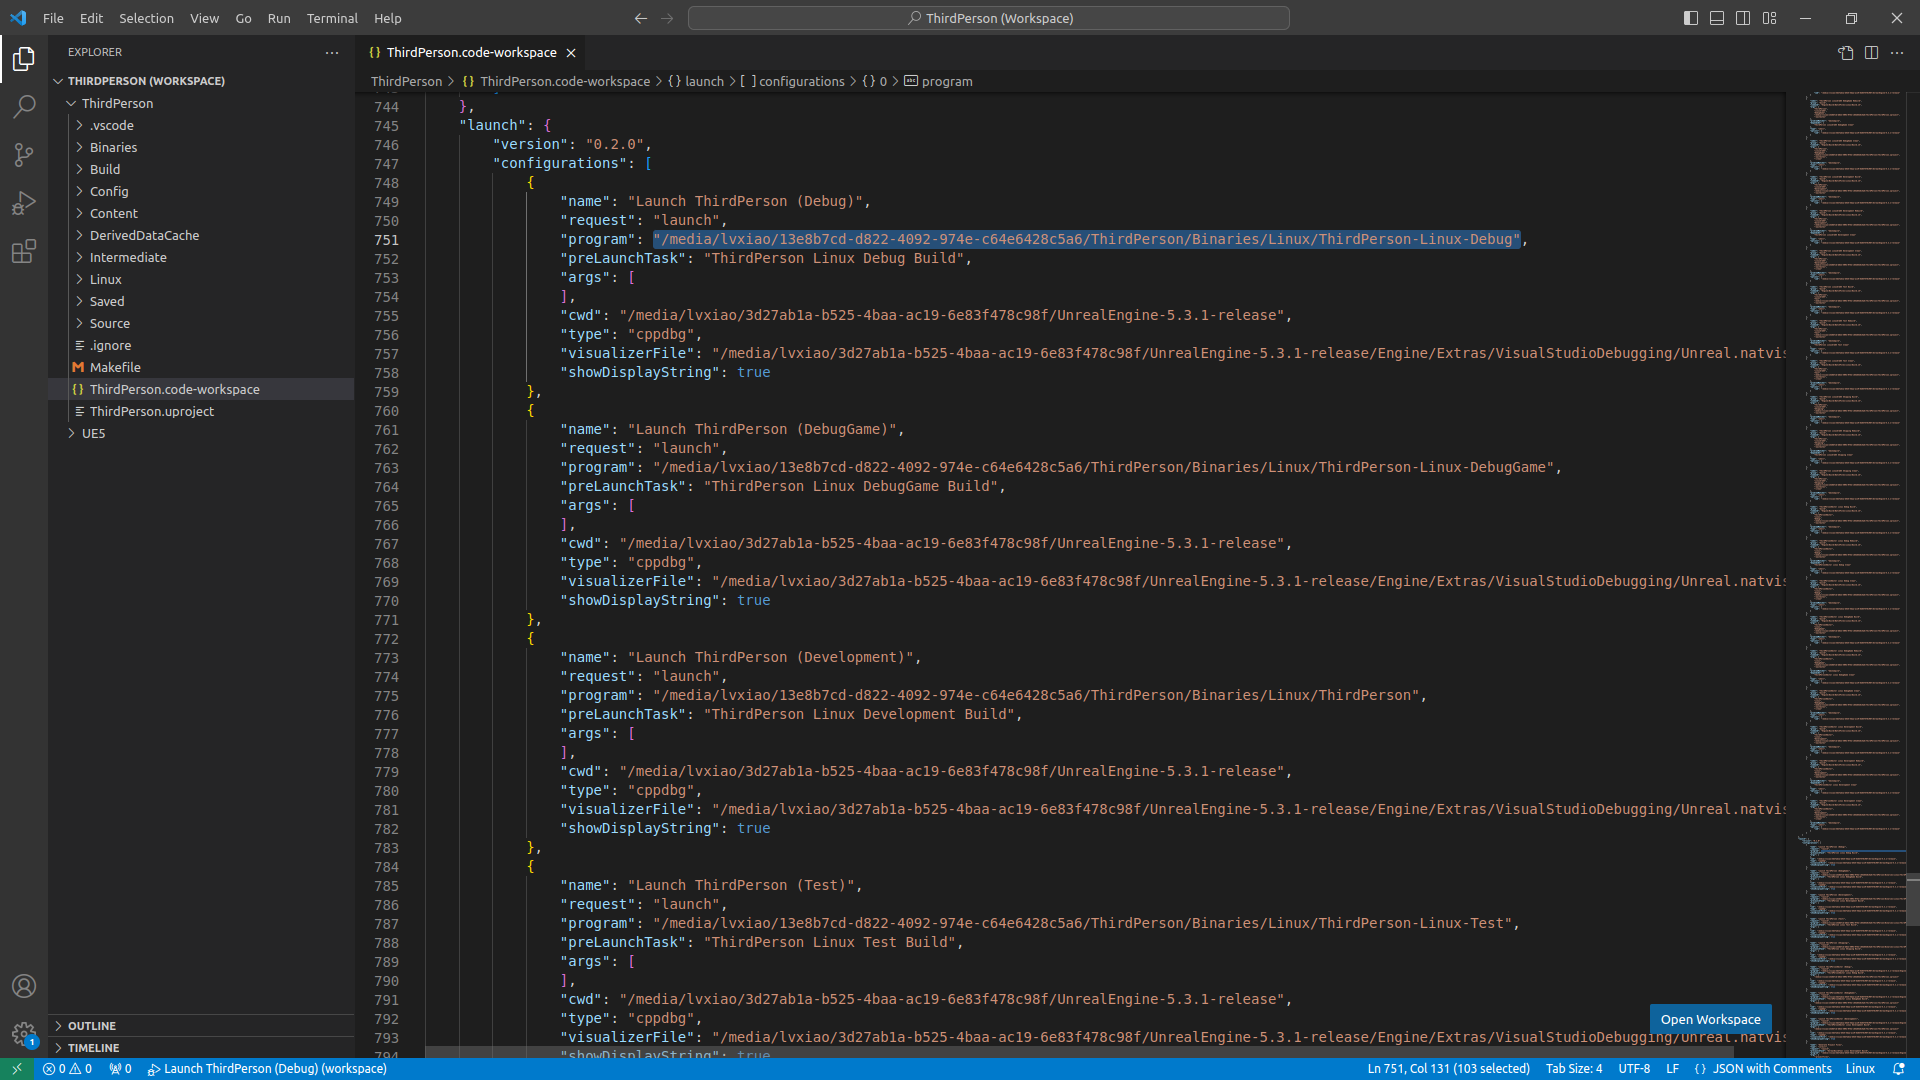 File Edit Selection View Go Run Terminal Help
ThirdPerson (Workspace)
EXPLORER
THIRDPERSON (WORKSPACE)
ThirdPerson
.vscode
Binaries
Build
Config
Content
DerivedDataCache
Intermediate
Linux
Saved
Source
.ignore
Makefile
ThirdPerson.code-workspace
ThirdPerson.uproject
UE5
OUTLINE
TIMELINE
ThirdPerson.code-workspace
ThirdPerson > {} ThirdPerson.code-workspace > {} launch > [ ] configurations > {} 0 > program
744 },
745 "launch": {
746 "version": "0.2.0",
747 "configurations": [
748 {
749 "name": "Launch ThirdPerson (Debug)",
750 "request": "launch",
751 "program": "/media/lvxiao/13e8b7cd-d822-4092-974e-c64e6428c5a6/ThirdPerson/Binaries/Linux/ThirdPerson-Linux-Debug",
752 "preLaunchTask": "ThirdPerson Linux Debug Build",
753 "args": [
754 ],
755 "cwd": "/media/lvxiao/3d27ab1a-b525-4baa-ac19-6e83f478c98f/UnrealEngine-5.3.1-release",
756 "type": "cppdbg",
757 "visualizerFile": "/media/lvxiao/3d27ab1a-b525-4baa-ac19-6e83f478c98f/UnrealEngine-5.3.1-release/Engine/Extras/VisualStudioDebugging/Unreal.natvis
758 "showDisplayString": true
759 },
760 {
761 "name": "Launch ThirdPerson (DebugGame)",
762 "request": "launch",
763 "program": "/media/lvxiao/13e8b7cd-d822-4092-974e-c64e6428c5a6/ThirdPerson/Binaries/Linux/ThirdPerson-Linux-DebugGame",
764 "preLaunchTask": "ThirdPerson Linux DebugGame Build",
765 "args": [
766 ],
767 "cwd": "/media/lvxiao/3d27ab1a-b525-4baa-ac19-6e83f478c98f/UnrealEngine-5.3.1-release",
768 "type": "cppdbg",
769 "visualizerFile": "/media/lvxiao/3d27ab1a-b525-4baa-ac19-6e83f478c98f/UnrealEngine-5.3.1-release/Engine/Extras/VisualStudioDebugging/Unreal.natvis
770 "showDisplayString": true
771 },
772 {
773 "name": "Launch ThirdPerson (Development)",
774 "request": "launch",
775 "program": "/media/lvxiao/13e8b7cd-d822-4092-974e-c64e6428c5a6/ThirdPerson/Binaries/Linux/ThirdPerson",
776 "preLaunchTask": "ThirdPerson Linux Development Build",
777 "args": [
778 ],
779 "cwd": "/media/lvxiao/3d27ab1a-b525-4baa-ac19-6e83f478c98f/UnrealEngine-5.3.1-release",
780 "type": "cppdbg",
781 "visualizerFile": "/media/lvxiao/3d27ab1a-b525-4baa-ac19-6e83f478c98f/UnrealEngine-5.3.1-release/Engine/Extras/VisualStudioDebugging/Unreal.natvis
782 "showDisplayString": true
783 },
784 {
785 "name": "Launch ThirdPerson (Test)",
786 "request": "launch",
787 "program": "/media/lvxiao/13e8b7cd-d822-4092-974e-c64e6428c5a6/ThirdPerson/Binaries/Linux/ThirdPerson-Linux-Test",
788 "preLaunchTask": "ThirdPerson Linux Test Build",
789 "args": [
790 ],
791 "cwd": "/media/lvxiao/3d27ab1a-b525-4baa-ac19-6e83f478c98f/UnrealEngine-5.3.1-release",
792 "type": "cppdbg",
793 "visualizerFile": "/media/lvxiao/3d27ab1a-b525-4baa-ac19-6e83f478c98f/UnrealEngine-5.3.1-release/Engine/Extras/VisualStudioDebugging/Unreal.natvis
794 "showDisplayString": true
Open Workspace
1
0 0 0 Launch ThirdPerson (Debug) (workspace)
Ln 751, Col 131 (103 selected) Tab Size: 4 UTF-8 LF {} JSON with Comments Linux